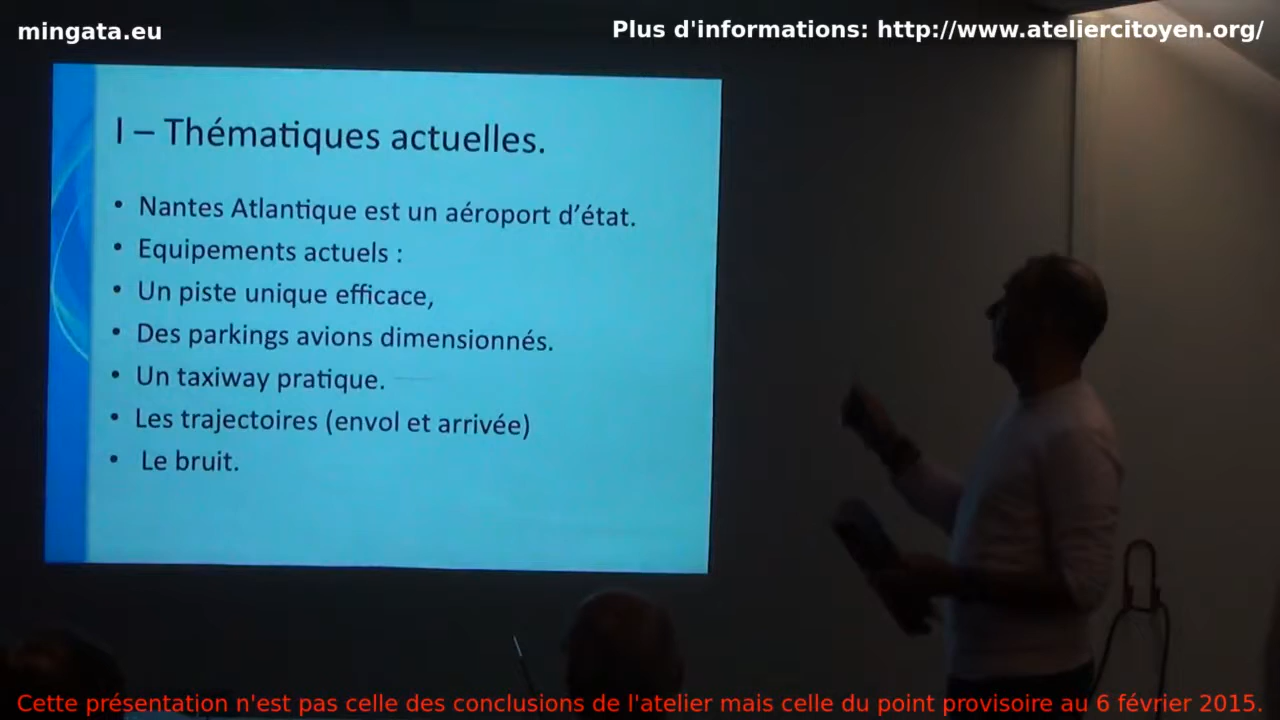 mingata.eu
Plus d'informations: http://www.ateliercitoyen.org/
I – Thématiques actuelles.
• Nantes Atlantique est un aéroport d'état.
• Equipements actuels :
• Un piste unique efficace,
• Des parkings avions dimensionnés.
• Un taxiway pratique.
• Les trajectoires (envol et arrivée)
• Le bruit.
Cette présentation n'est pas celle des conclusions de l'atelier mais celle du point provisoire au 6 février 2015.